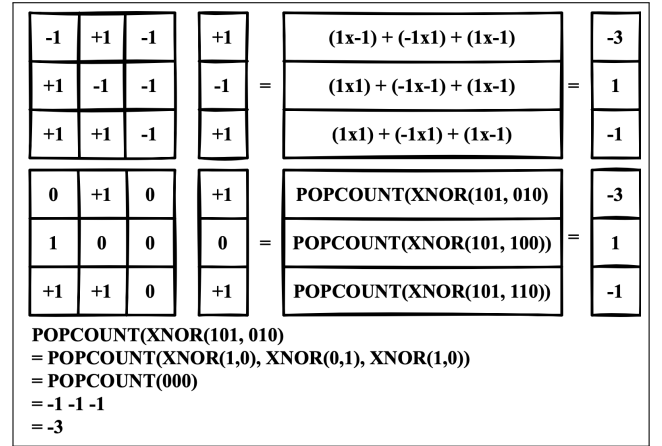 -1 +1 -1 +1 (1x-1) + (-1x1) + (1x-1) -3
+1 -1 -1 -1 = (1x1) + (-1x-1) + (1x-1) = 1
+1 +1 -1 +1 (1x1) + (-1x1) + (1x-1) -1
0 +1 0 +1 POPCOUNT(XNOR(101, 010) -3
1 0 0 0 = POPCOUNT(XNOR(101, 100)) = 1
+1 +1 0 +1 POPCOUNT(XNOR(101, 110)) -1
POPCOUNT(XNOR(101, 010)
= POPCOUNT(XNOR(1,0), XNOR(0,1), XNOR(1,0))
= POPCOUNT(000)
= -1 -1 -1
= -3